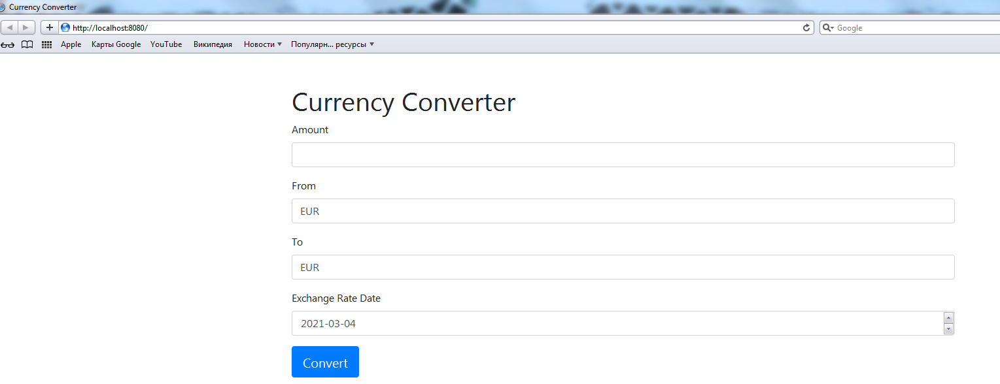 Currency Converter
http://localhost:8080/
Google
Apple Карты Google YouTube Википедия Новости Популярн... ресурсы
Currency Converter
Amount
From
EUR
To
EUR
Exchange Rate Date
2021-03-04
Convert